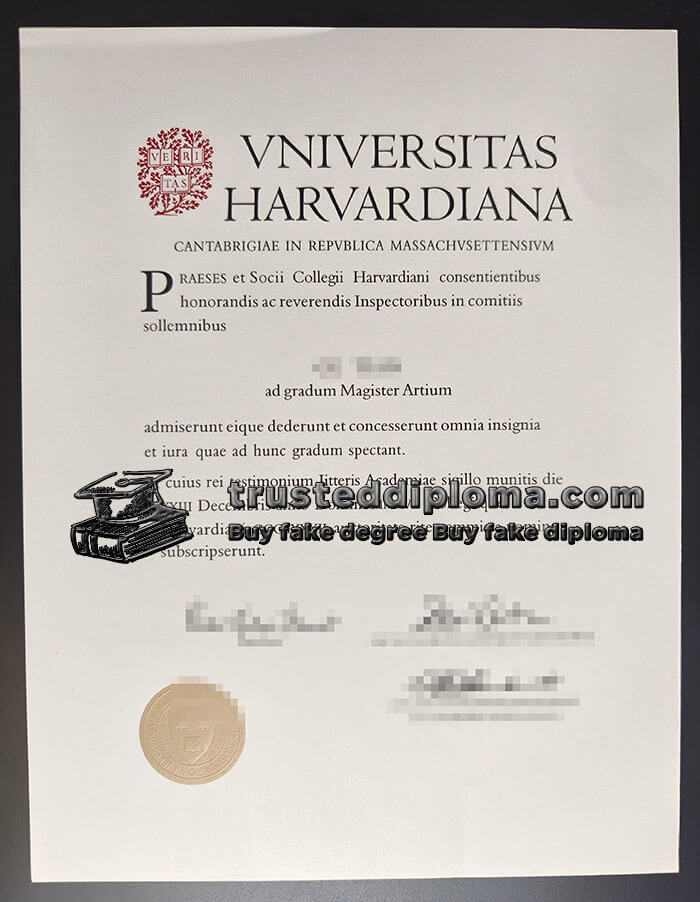 VE RI
TAS
VNIVERSITAS
HARVARDIANA
CANTABRIGIAE IN REPVBLICA MASSACHVSETTENSIVM
PRAESES et Socii Collegii Harvardiani consentientibus
honorandis ac reverendis Inspectoribus in comitiis
sollemnibus
ad gradum Magister Artium
admiserunt eique dederunt et concesserunt omnia insignia
et iura quae ad hunc gradum spectant.
cuius rei testimonium litteris Academiae sigillo munitis die
trusteddiploma.com
Buy fake degree Buy fake diploma
subscripserunt.